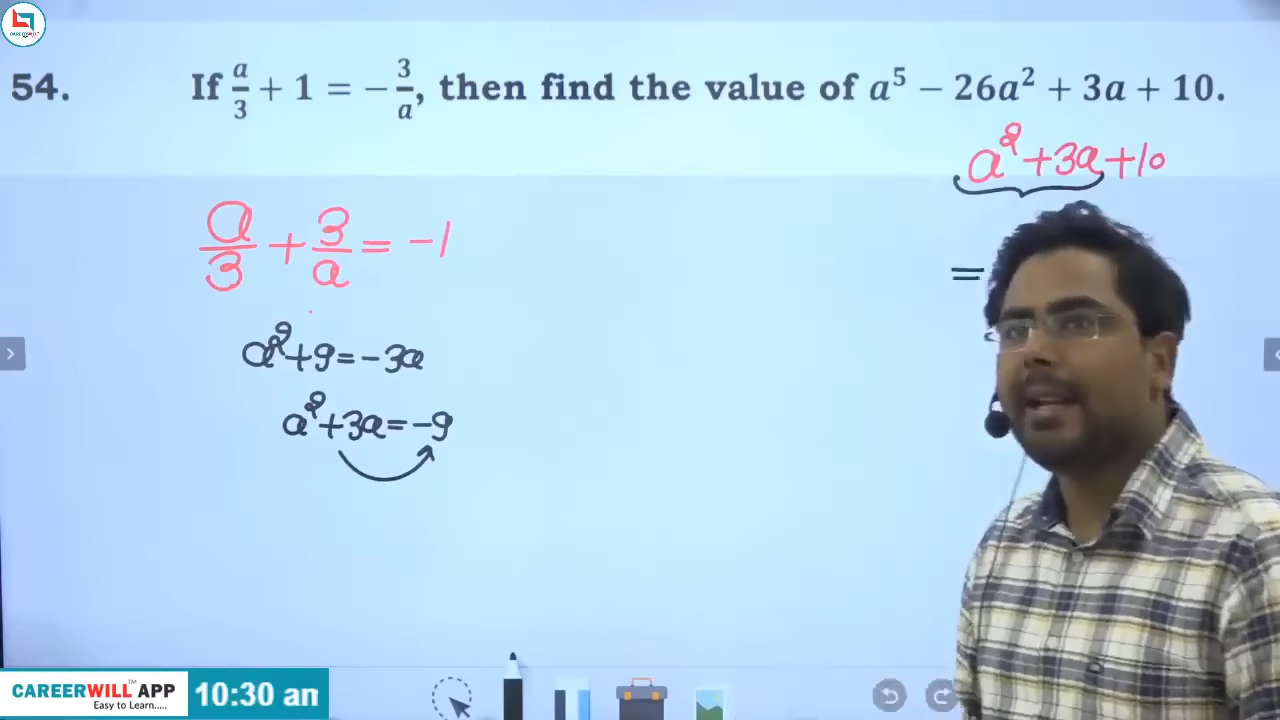 CAREERWILL
54. If a/3 + 1 = −3/a, then find the value of a⁵ − 26a² + 3a + 10.
a² + 3a + 10
a/3 + 3/a = −1
=
a² + 9 = −3a
a² + 3a = −9
CAREERWILL™ APP
Easy to Learn.....
10:30 an